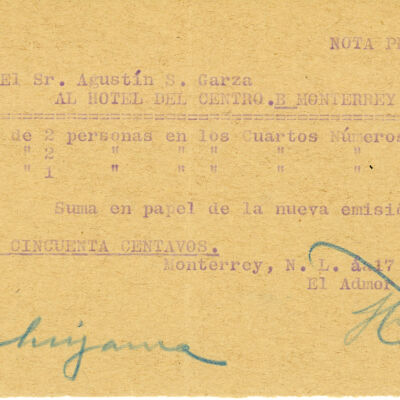 NOTA
El Sr. Agustín S. Garza
AL HOTEL DEL CENTRO.E MONTERREY
de 2 personas en los Cuartos Números
" 2 " " " " "
" 1 " " " " "
Suma en papel de la nueva emisió
CINCUENTA CENTAVOS.
Monterrey, N. L. á 17
El Admor